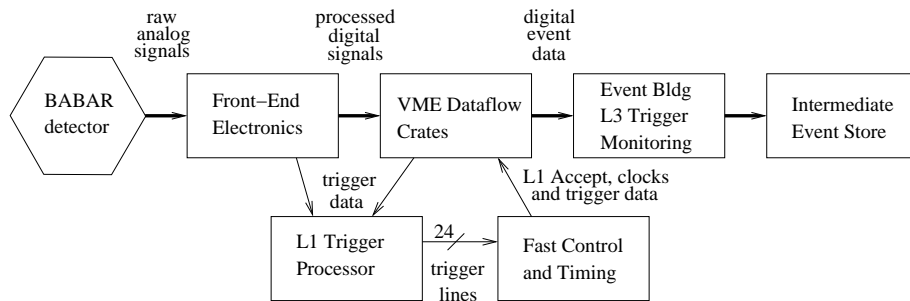 raw
analog
signals
processed
digital
signals
digital
event
data
BABAR
detector
Front−End
Electronics
VME Dataflow
Crates
Event Bldg
L3 Trigger
Monitoring
Intermediate
Event Store
trigger
data
L1 Accept, clocks
and trigger data
L1 Trigger
Processor
24
trigger
lines
Fast Control
and Timing